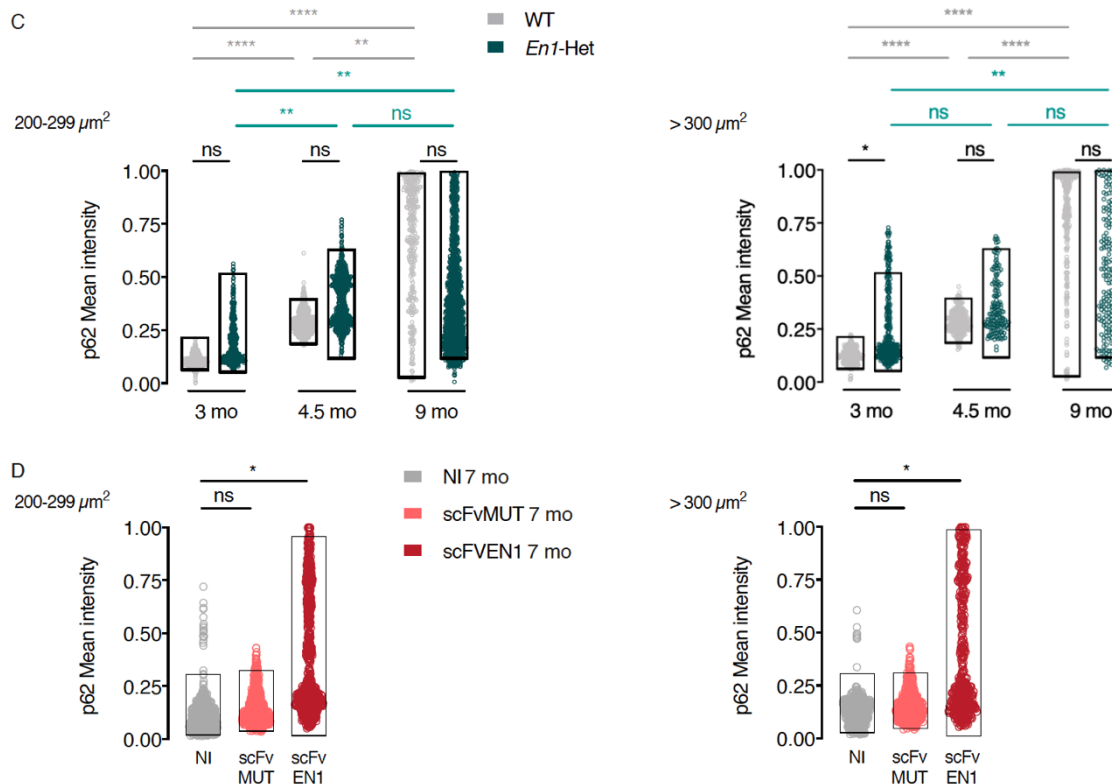 C
WT
En1-Het
****
****
**
**
**
ns
200-299 µm²
ns
ns
ns
p62 Mean intensity
1.00
0.75
0.50
0.25
0.00
3 mo
4.5 mo
9 mo
****
****
****
**
ns
ns
> 300 µm²
*
ns
ns
p62 Mean intensity
1.00
0.75
0.50
0.25
0.00
3 mo
4.5 mo
9 mo
D
200-299 µm²
*
ns
NI 7 mo
scFvMUT 7 mo
scFVEN1 7 mo
p62 Mean intensity
1.00
0.75
0.50
0.25
0.00
NI
scFv
MUT
scFv
EN1
> 300 µm²
*
ns
p62 Mean intensity
1.00
0.75
0.50
0.25
0.00
NI
scFv
MUT
scFv
EN1